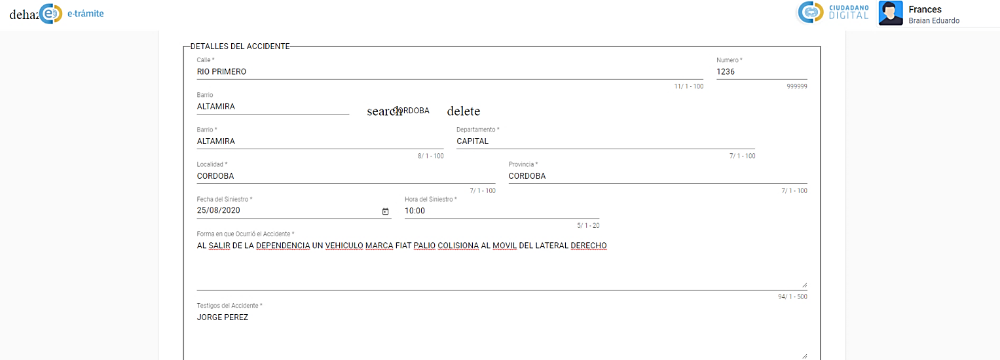 dehaz e-trámite CIUDADANO DIGITAL Frances
Braian Eduardo
DETALLES DEL ACCIDENTE
Calle * Numero *
RIO PRIMERO 1236
11/ 1 - 100 999999
Barrio
ALTAMIRA search CORDOBA delete
Barrio * Departamento *
ALTAMIRA CAPITAL
8/ 1 - 100 7/ 1 - 100
Localidad * Provincia *
CORDOBA CORDOBA
7/ 1 - 100 7/ 1 - 100
Fecha del Siniestro * Hora del Siniestro *
25/08/2020 10:00
5/ 1 - 20
Forma en que Ocurrió el Accidente *
AL SALIR DE LA DEPENDENCIA UN VEHICULO MARCA FIAT PALIO COLISIONA AL MOVIL DEL LATERAL DERECHO
94/ 1 - 500
Testigos del Accidente *
JORGE PEREZ